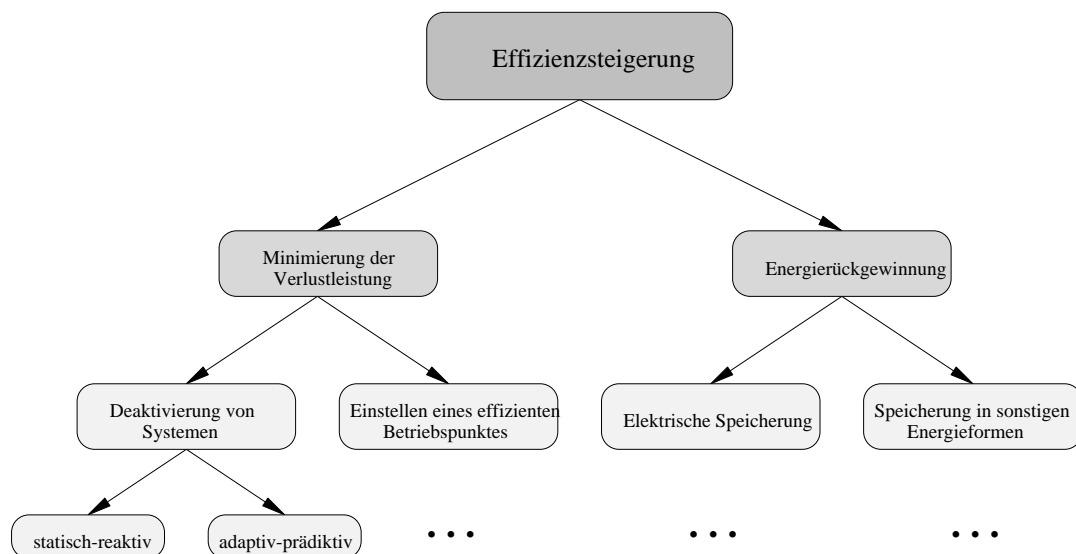 Effizienzsteigerung
Minimierung der
Verlustleistung
Energierückgewinnung
Deaktivierung von
Systemen
Einstellen eines effizienten
Betriebspunktes
Elektrische Speicherung
Speicherung in sonstigen
Energieformen
statisch-reaktiv
adaptiv-prädiktiv
• • •
• • •
• • •